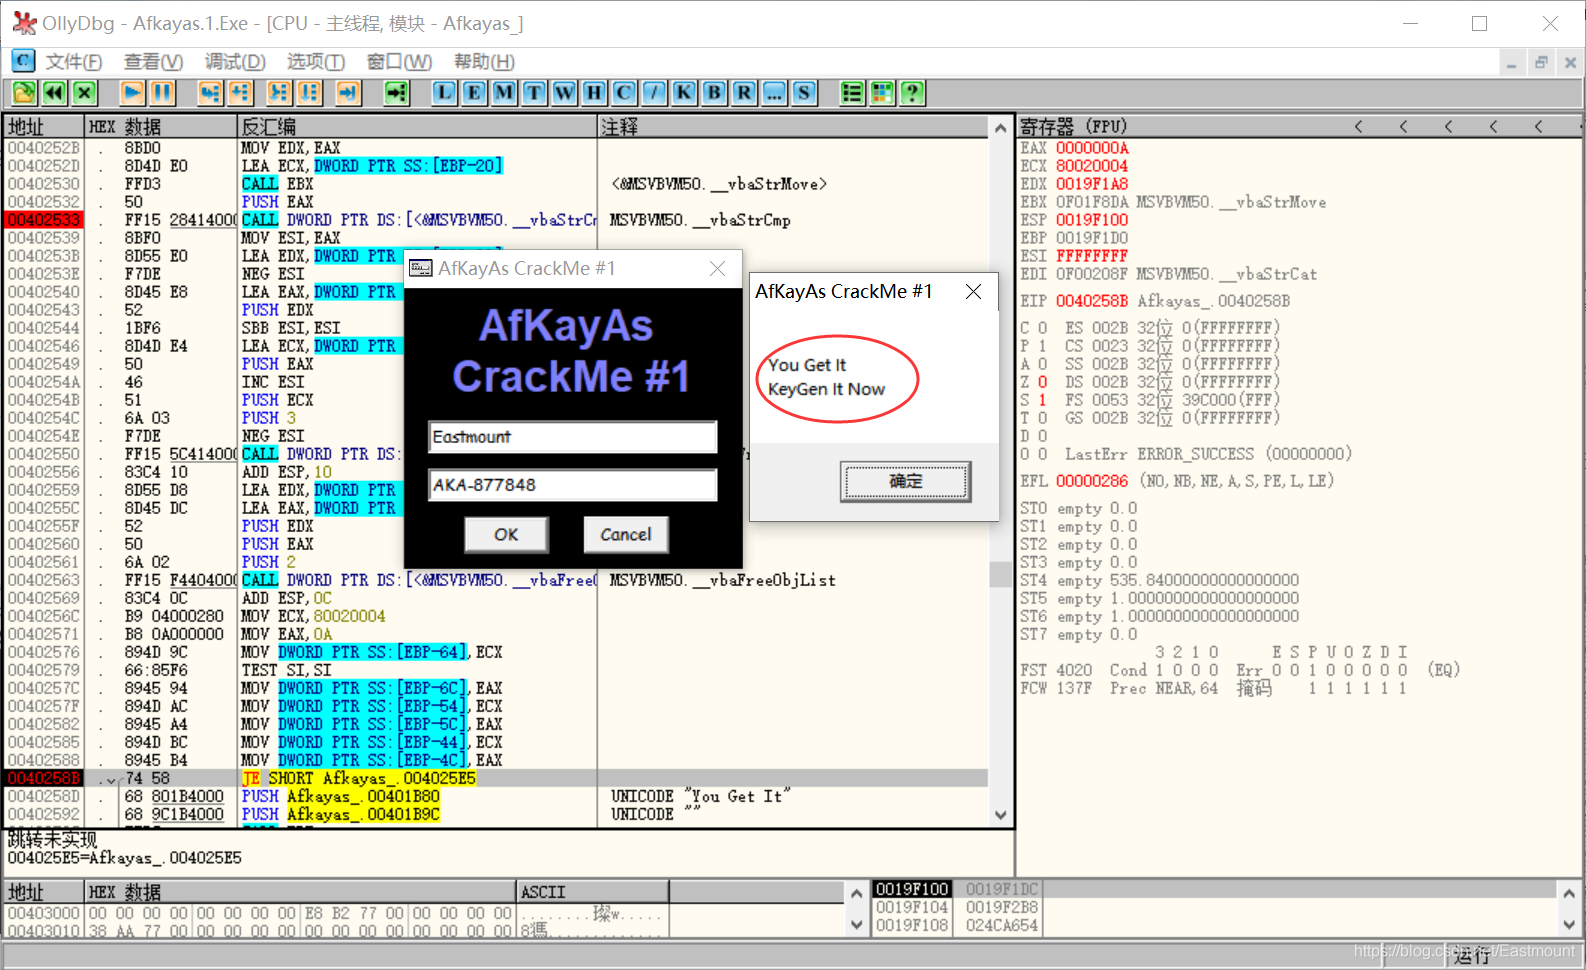 OllyDbg - Afkayas.1.Exe - [CPU - 主线程, 模块 - Afkayas_]
文件(F) 查看(V) 调试(D) 选项(T) 窗口(W) 帮助(H)
L E M T W H C / K B R ... S ?
地址 HEX 数据 反汇编 注释
0040252B . 8BD0 MOV EDX,EAX
0040252D . 8D4D E0 LEA ECX,DWORD PTR SS:[EBP-20]
00402530 . FFD3 CALL EBX <&MSVBVM50.__vbaStrMove>
00402532 . 50 PUSH EAX
00402533 . FF15 28414000 CALL DWORD PTR DS:[<&MSVBVM50.__vbaStrCm MSVBVM50.__vbaStrCmp
00402539 . 8BF0 MOV ESI,EAX
0040253B . 8D55 E0 LEA EDX,DWORD PTR
0040253E . F7DE NEG ESI
00402540 . 8D45 E8 LEA EAX,DWORD PTR
00402543 . 52 PUSH EDX
00402544 . 1BF6 SBB ESI,ESI
00402546 . 8D4D E4 LEA ECX,DWORD PTR
00402549 . 50 PUSH EAX
0040254A . 46 INC ESI
0040254B . 51 PUSH ECX
0040254C . 6A 03 PUSH 3
0040254E . F7DE NEG ESI
00402550 . FF15 5C414000 CALL DWORD PTR DS:
00402556 . 83C4 10 ADD ESP,10
00402559 . 8D55 D8 LEA EDX,DWORD PTR
0040255C . 8D45 DC LEA EAX,DWORD PTR
0040255F . 52 PUSH EDX
00402560 . 50 PUSH EAX
00402561 . 6A 02 PUSH 2
00402563 . FF15 F4404000 CALL DWORD PTR DS:[<&MSVBVM50.__vbaFreeO MSVBVM50.__vbaFreeObjList
00402569 . 83C4 0C ADD ESP,0C
0040256C . B9 04000280 MOV ECX,80020004
00402571 . B8 0A000000 MOV EAX,0A
00402576 . 894D 9C MOV DWORD PTR SS:[EBP-64],ECX
00402579 . 66:85F6 TEST SI,SI
0040257C . 8945 94 MOV DWORD PTR SS:[EBP-6C],EAX
0040257F . 894D AC MOV DWORD PTR SS:[EBP-54],ECX
00402582 . 8945 A4 MOV DWORD PTR SS:[EBP-5C],EAX
00402585 . 894D BC MOV DWORD PTR SS:[EBP-44],ECX
00402588 . 8945 B4 MOV DWORD PTR SS:[EBP-4C],EAX
0040258B . 74 58 JE SHORT Afkayas_.004025E5
0040258D . 68 801B4000 PUSH Afkayas_.00401B80 UNICODE "You Get It"
00402592 . 68 9C1B4000 PUSH Afkayas_.00401B9C UNICODE ""
跳转未实现
004025E5=Afkayas_.004025E5
AfKayAs CrackMe #1
AfKayAs
CrackMe #1
Eastmount
AKA-877848
OK Cancel
AfKayAs CrackMe #1
You Get It
KeyGen It Now
确定
寄存器 (FPU) < < < < <
EAX 0000000A
ECX 80020004
EDX 0019F1A8
EBX 0F01F8DA MSVBVM50.__vbaStrMove
ESP 0019F100
EBP 0019F1D0
ESI FFFFFFFF
EDI 0F00208F MSVBVM50.__vbaStrCat
EIP 0040258B Afkayas_.0040258B
C 0 ES 002B 32位 0(FFFFFFFF)
P 1 CS 0023 32位 0(FFFFFFFF)
A 0 SS 002B 32位 0(FFFFFFFF)
Z 0 DS 002B 32位 0(FFFFFFFF)
S 1 FS 0053 32位 39C000(FFF)
T 0 GS 002B 32位 0(FFFFFFFF)
D 0
O 0 LastErr ERROR_SUCCESS (00000000)
EFL 00000286 (NO,NB,NE,A,S,PE,L,LE)
ST0 empty 0.0
ST1 empty 0.0
ST2 empty 0.0
ST3 empty 0.0
ST4 empty 535.84000000000000000
ST5 empty 1.0000000000000000000
ST6 empty 1.0000000000000000000
ST7 empty 0.0
3 2 1 0 E S P U O Z D I
FST 4020 Cond 1 0 0 0 Err 0 0 1 0 0 0 0 0 (EQ)
FCW 137F Prec NEAR,64 掩码 1 1 1 1 1 1
地址 HEX 数据 ASCII
00403000 00 00 00 00 00 00 00 00 E8 B2 77 00 00 00 00 00 ........璨w.....
00403010 38 AA 77 00 00 00 00 00 00 00 00 00 00 00 00 00
0019F100 0019F1DC
0019F104 0019F2B8
0019F108 024CA654
https://blog.csdn.net/Eastmount
运行